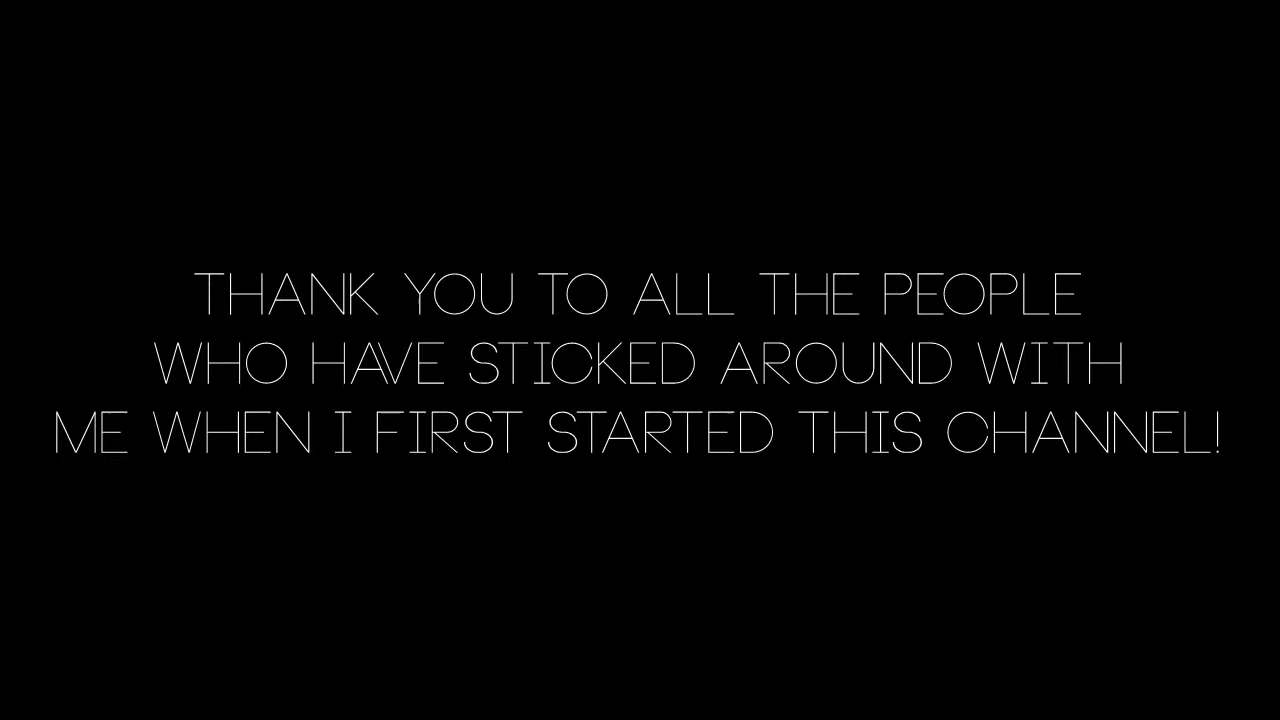 THANK YOU TO ALL THE PEOPLE
WHO HAVE STICKED AROUND WITH
ME WHEN I FIRST STARTED THIS CHANNEL!